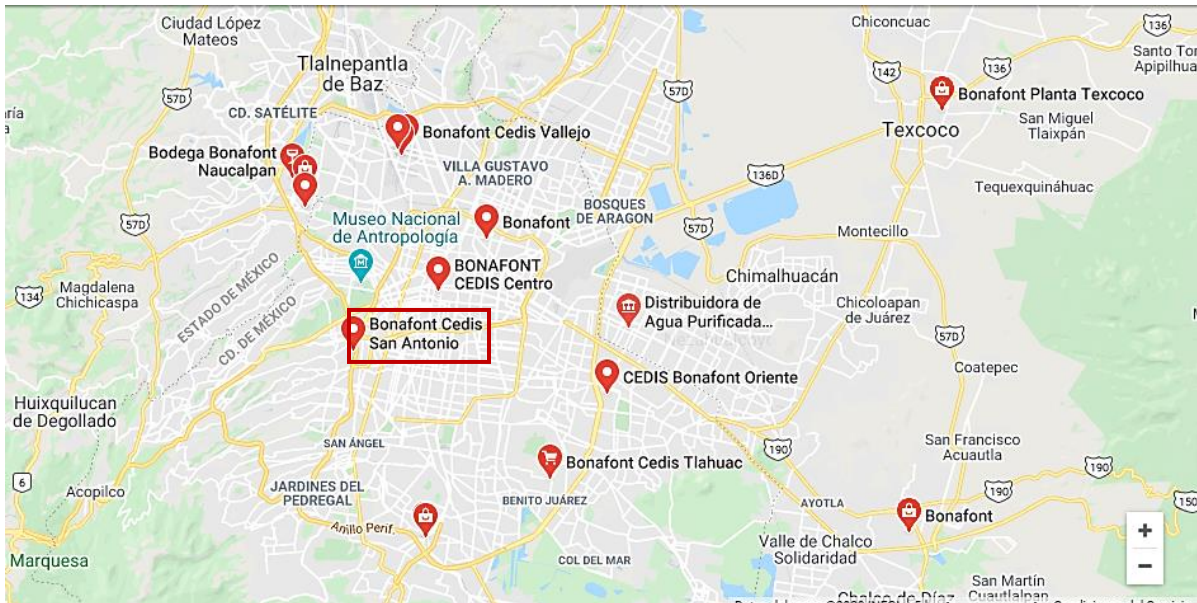 Ciudad López
Mateos
Chiconcuac
136
Santo Tor
Apipilhua
Tlalnepantla
de Baz
142
136
57D
57D
Bonafont Planta Texcoco
CD. SATÉLITE
San Miguel
Tlaixpán
Texcoco
Bonafont Cedis Vallejo
Bodega Bonafont
Naucalpan
VILLA GUSTAVO
A. MADERO
136D
Tequexquináhuac
BOSQUES
DE ARAGON
Museo Nacional
de Antropología
Bonafont
57D
57D
Montecillo
BONAFONT
CEDIS Centro
Chimalhuacán
ESTADO DE MÉXICO
CD. DE MÉXICO
134
Magdalena
Chichicaspa
Distribuidora de
Agua Purificada...
Chicoloapan
de Juárez
Bonafont Cedis
San Antonio
57D
Coatepec
CEDIS Bonafont Oriente
Huixquilucan
de Degollado
SAN ÁNGEL
San Francisco
Acuautla
190
Bonafont Cedis Tlahuac
190
6
Acopilco
JARDINES DEL
PEDREGAL
BENITO JUÁREZ
190
AYOTLA
150
Bonafont
Anillo Perif.
Valle de Chalco
Solidaridad
+
Marquesa
COL DEL MAR
−
San Martín
Cuautlalpan
Chalco de Díaz